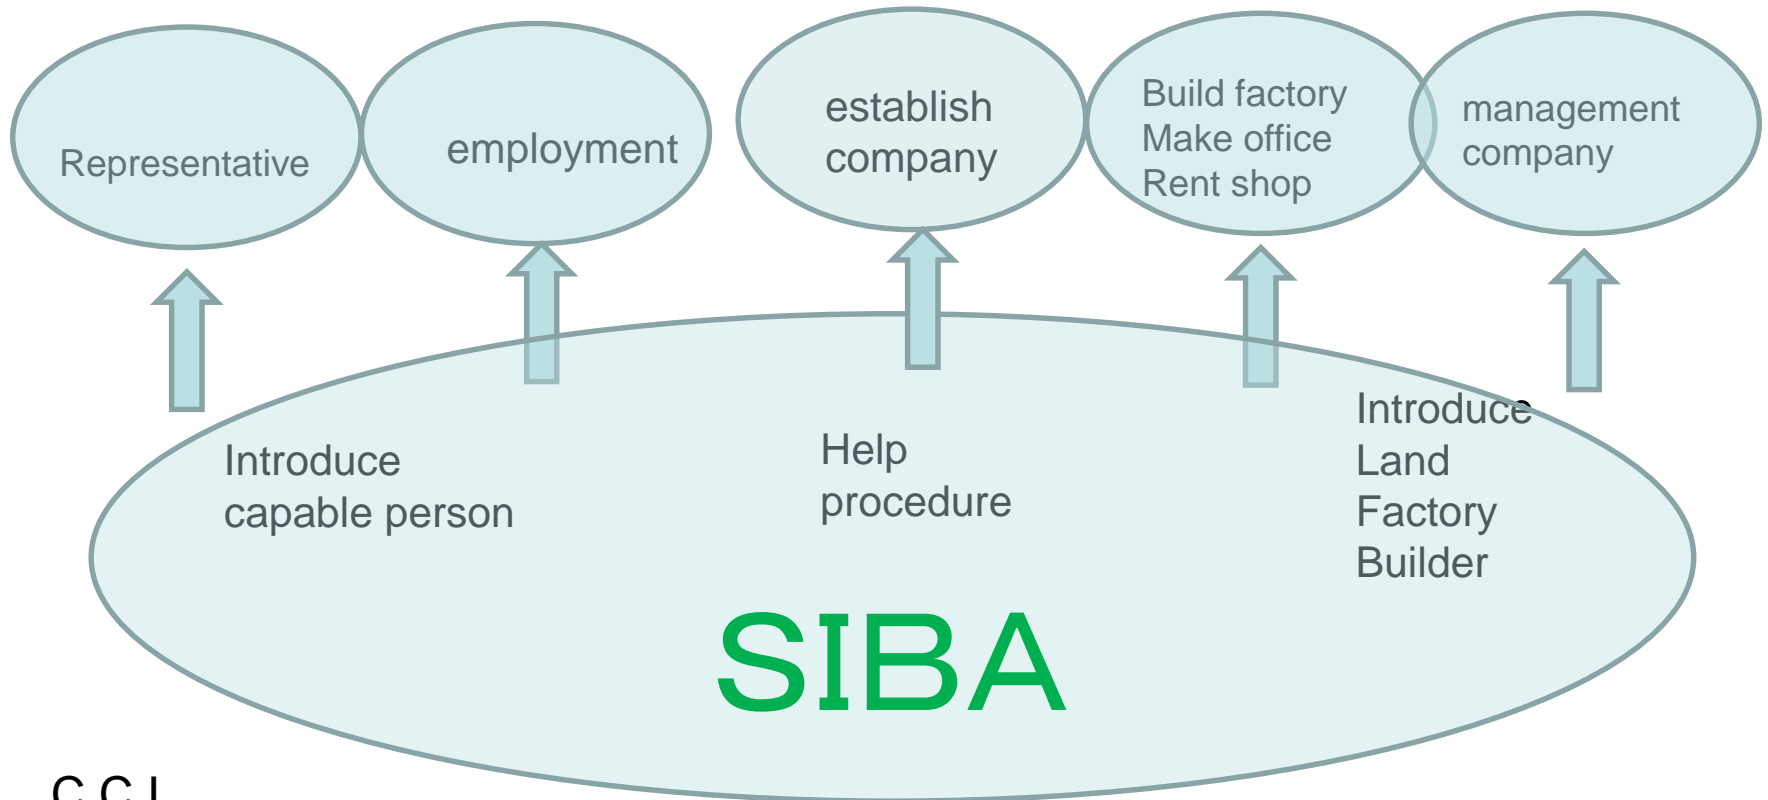 Representative
employment
establish
company
Build factory
Make office
Rent shop
management
company
Introduce
capable person
Help
procedure
Introduce
Land
Factory
Builder
SIBA
C.C.I